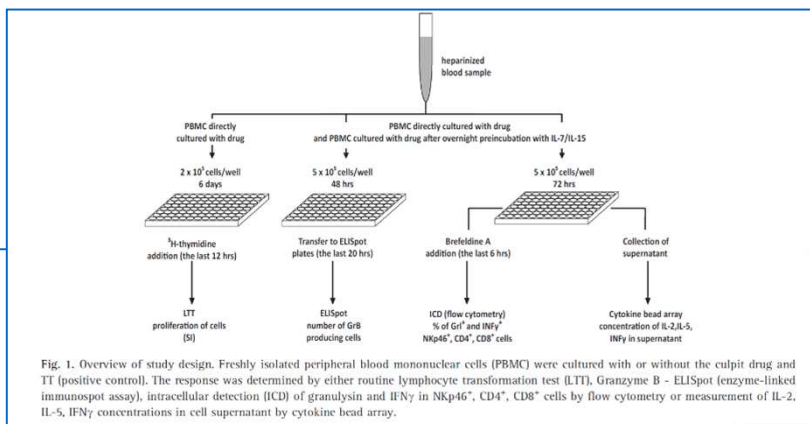 heparinized
blood sample
PBMC directly
cultured with drug
PBMC directly cultured with drug
and PBMC cultured with drug after overnight preincubation with IL-7/IL-15
2 x 10⁵ cells/well
6 days
5 x 10⁵ cells/well
48 hrs
5 x 10⁵ cells/well
72 hrs
³H-thymidine
addition (the last 12 hrs)
Transfer to ELISpot
plates (the last 20 hrs)
Brefeldine A
addition (the last 6 hrs)
Collection of
supernatant
LTT
proliferation of cells
(SI)
ELISpot
number of GrB
producing cells
ICD (flow cytometry)
% of Grl⁺ and INFγ⁺
NKp46⁺, CD4⁺, CD8⁺ cells
Cytokine bead array
concentration of IL-2,IL-5,
INFγ in supernatant
Fig. 1. Overview of study design. Freshly isolated peripheral blood mononuclear cells (PBMC) were cultured with or without the culpit drug and
TT (positive control). The response was determined by either routine lymphocyte transformation test (LTT), Granzyme B - ELISpot (enzyme-linked
immunospot assay), intracellular detection (ICD) of granulysin and IFNγ in NKp46⁺, CD4⁺, CD8⁺ cells by flow cytometry or measurement of IL-2,
IL-5, IFNγ concentrations in cell supernatant by cytokine bead array.